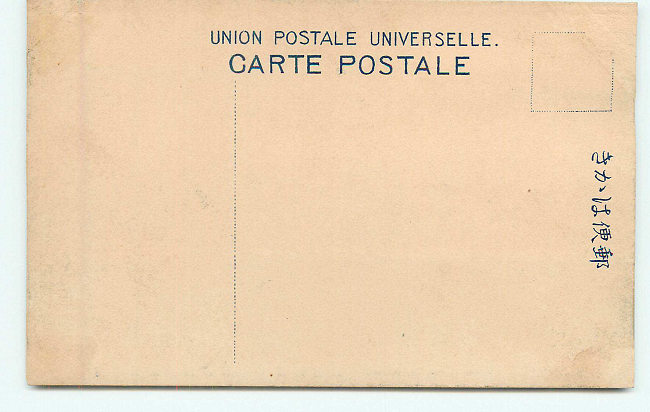 UNION POSTALE UNIVERSELLE.
CARTE POSTALE
きかは便郵